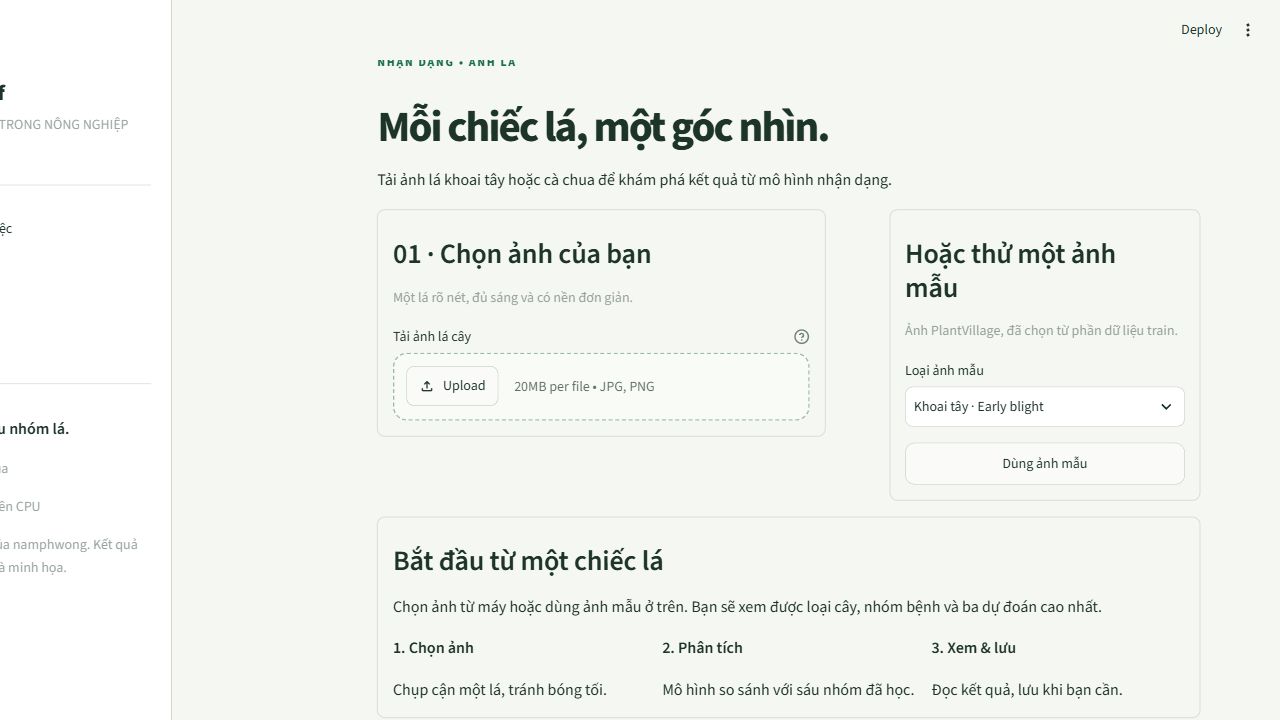 Deploy
NHẬN DẠNG • ẢNH LÁ
f
TRONG NÔNG NGHIỆP
Mỗi chiếc lá, một góc nhìn.
Tải ảnh lá khoai tây hoặc cà chua để khám phá kết quả từ mô hình nhận dạng.
ệc
01 · Chọn ảnh của bạn
Một lá rõ nét, đủ sáng và có nền đơn giản.
Tải ảnh lá cây
Upload
20MB per file • JPG, PNG
Hoặc thử một ảnh
mẫu
Ảnh PlantVillage, đã chọn từ phần dữ liệu train.
Loại ảnh mẫu
Khoai tây · Early blight
Dùng ảnh mẫu
u nhóm lá.
ên CPU
ủa namphwong. Kết quả
à minh họa.
Bắt đầu từ một chiếc lá
Chọn ảnh từ máy hoặc dùng ảnh mẫu ở trên. Bạn sẽ xem được loại cây, nhóm bệnh và ba dự đoán cao nhất.
1. Chọn ảnh
Chụp cận một lá, tránh bóng tối.
2. Phân tích
Mô hình so sánh với sáu nhóm đã học.
3. Xem & lưu
Đọc kết quả, lưu khi bạn cần.